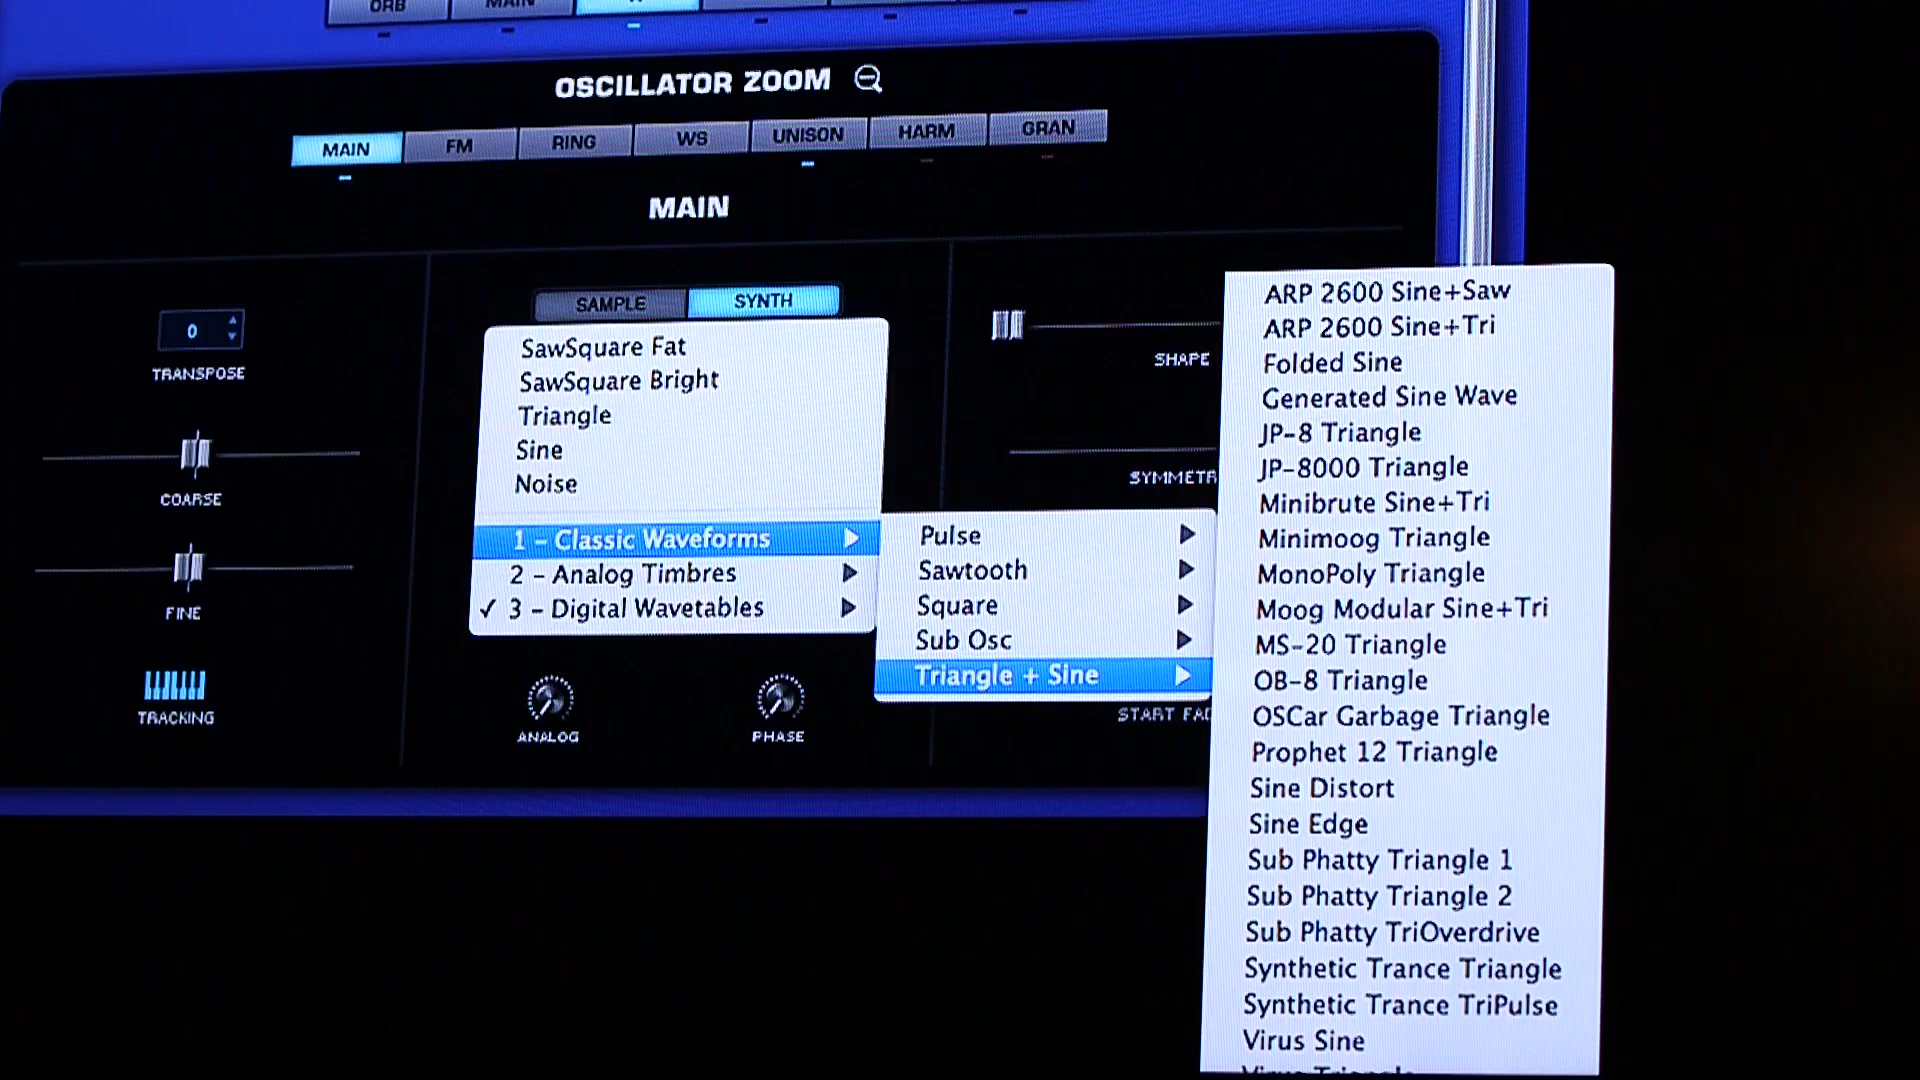 ORB
MAIN
OSCILLATOR ZOOM
MAIN FM RING WS UNISON HARM GRAN
MAIN
0
TRANSPOSE
COARSE
FINE
TRACKING
SAMPLE SYNTH
SawSquare Fat
SawSquare Bright
Triangle
Sine
Noise
1 - Classic Waveforms
2 - Analog Timbres
✓ 3 - Digital Wavetables
ANALOG
PHASE
Pulse
Sawtooth
Square
Sub Osc
Triangle + Sine
SHAPE
SYMMETR
START FAD
ARP 2600 Sine+Saw
ARP 2600 Sine+Tri
Folded Sine
Generated Sine Wave
JP-8 Triangle
JP-8000 Triangle
Minibrute Sine+Tri
Minimoog Triangle
MonoPoly Triangle
Moog Modular Sine+Tri
MS-20 Triangle
OB-8 Triangle
OSCar Garbage Triangle
Prophet 12 Triangle
Sine Distort
Sine Edge
Sub Phatty Triangle 1
Sub Phatty Triangle 2
Sub Phatty TriOverdrive
Synthetic Trance Triangle
Synthetic Trance TriPulse
Virus Sine
Virus Triangle